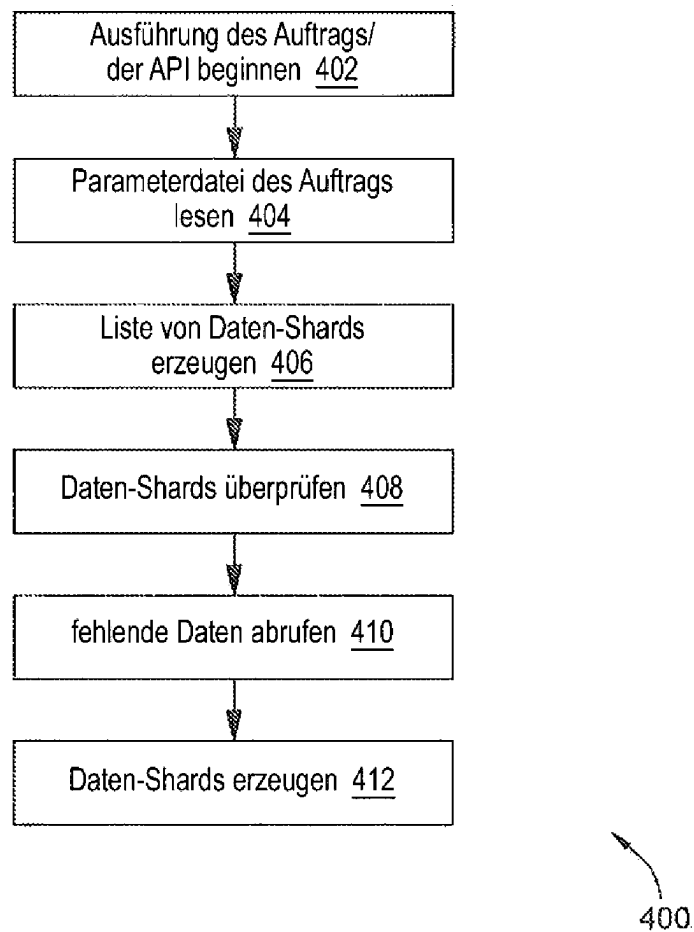 Ausführung des Auftrags/
der API beginnen 402
Parameterdatei des Auftrags
lesen 404
Liste von Daten-Shards
erzeugen 406
Daten-Shards überprüfen 408
fehlende Daten abrufen 410
Daten-Shards erzeugen 412
400